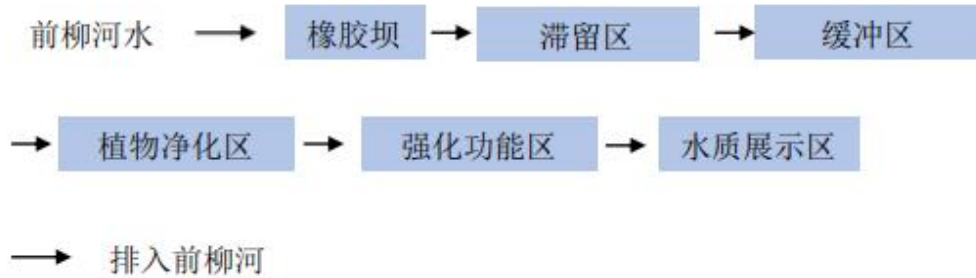 前柳河水 → 橡胶坝 → 滞留区 → 缓冲区
→ 植物净化区 → 强化功能区 → 水质展示区
→ 排入前柳河